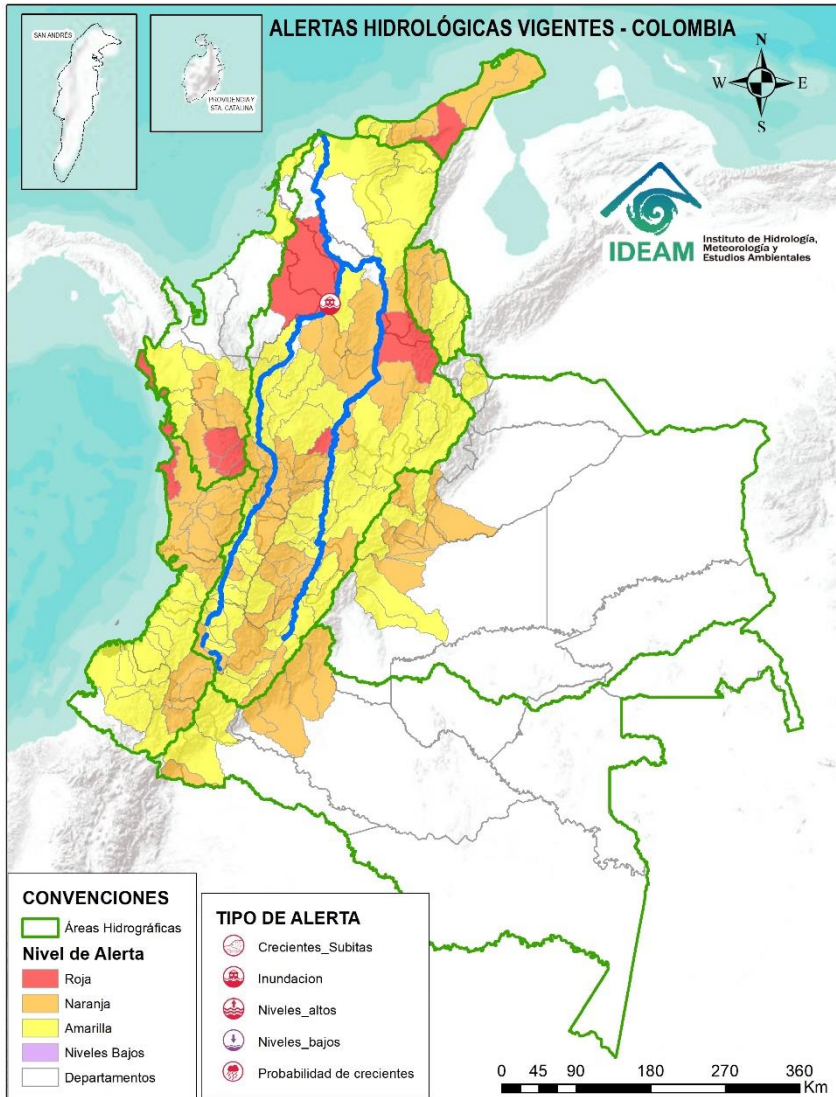 ALERTAS HIDROLÓGICAS VIGENTES - COLOMBIA
SAN ANDRÉS
PROVIDENCIA Y
STA. CATALINA
N
W
E
S
IDEAM
Instituto de Hidrología,
Meteorología y
Estudios Ambientales
CONVENCIONES
Áreas Hidrográficas
Nivel de Alerta
Roja
Naranja
Amarilla
Niveles Bajos
Departamentos
TIPO DE ALERTA
Crecientes_Subitas
Inundacion
Niveles_altos
Niveles_bajos
Probabilidad de crecientes
0 45 90 180 270 360
Km